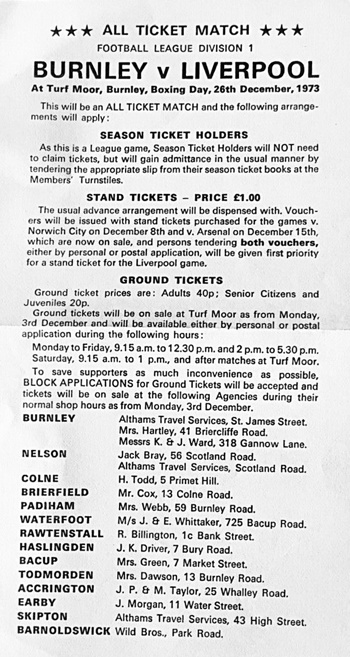 ★★★ ALL TICKET MATCH ★★★
FOOTBALL LEAGUE DIVISION 1
BURNLEY v LIVERPOOL
At Turf Moor, Burnley, Boxing Day, 26th December, 1973
This will be an ALL TICKET MATCH and the following arrange-
ments will apply:
SEASON TICKET HOLDERS
As this is a League game, Season Ticket Holders will NOT need
to claim tickets, but will gain admittance in the usual manner by
tendering the appropriate slip from their season ticket books at the
Members' Turnstiles.
STAND TICKETS – PRICE £1.00
The usual advance arrangement will be dispensed with. Vouch-
ers will be issued with stand tickets purchased for the games v.
Norwich City on December 8th and v. Arsenal on December 15th,
which are now on sale, and persons tendering both vouchers,
either by personal or postal application, will be given first priority
for a stand ticket for the Liverpool game.
GROUND TICKETS
Ground ticket prices are: Adults 40p; Senior Citizens and
Juveniles 20p.
Ground tickets will be on sale at Turf Moor as from Monday,
3rd December and will be available either by personal or postal
application during the following hours:
Monday to Friday, 9.15 a.m. to 12.30 p.m. and 2 p.m. to 5.30 p.m.
Saturday, 9.15 a.m. to 1 p.m., and after matches at Turf Moor.
To save supporters as much inconvenience as possible,
BLOCK APPLICATIONS for Ground Tickets will be accepted and
tickets will be on sale at the following Agencies during their
normal shop hours as from Monday, 3rd December.
BURNLEY Althams Travel Services, St. James Street.
Mrs. Hartley, 41 Briercliffe Road.
Messrs K. & J. Ward, 318 Gannow Lane.
NELSON Jack Bray, 56 Scotland Road.
Althams Travel Services, Scotland Road.
COLNE H. Todd, 5 Primet Hill.
BRIERFIELD Mr. Cox, 13 Colne Road.
PADIHAM Mrs. Webb, 59 Burnley Road.
WATERFOOT M/s J. & E. Whittaker, 725 Bacup Road.
RAWTENSTALL R. Billington, 1c Bank Street.
HASLINGDEN J. K. Driver, 7 Bury Road.
BACUP Mrs. Green, 7 Market Street.
TODMORDEN Mrs. Dawson, 13 Burnley Road.
ACCRINGTON J. P. & M. Taylor, 25 Whalley Road.
EARBY J. Morgan, 11 Water Street.
SKIPTON Althams Travel Services, 43 High Street.
BARNOLDSWICK Wild Bros., Park Road.